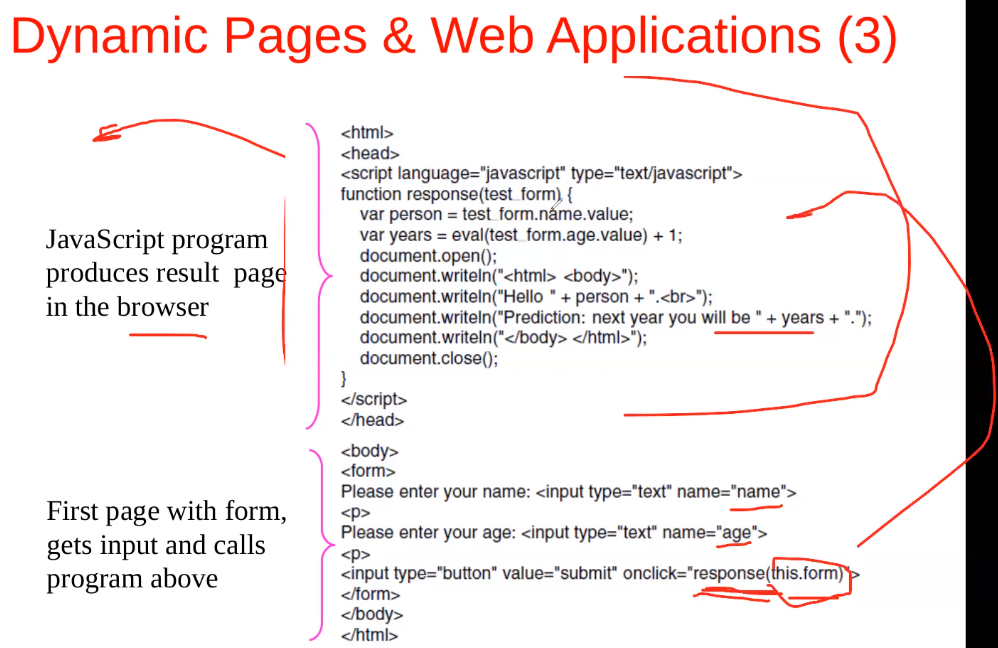 Dynamic Pages & Web Applications (3)
<html>
<head>
<script language="javascript" type="text/javascript">
function response(test_form) {
var person = test_form.name.value;
var years = eval(test_form.age.value) + 1;
document.open();
document.writeln("<html> <body>");
document.writeln("Hello " + person + ".<br>");
document.writeln("Prediction: next year you will be " + years + ".");
document.writeln("</body> </html>");
document.close();
}
</script>
</head>
JavaScript program
produces result page
in the browser
<body>
<form>
Please enter your name: <input type="text" name="name">
<p>
Please enter your age: <input type="text" name="age">
<p>
<input type="button" value="submit" onclick="response(this.form)">
</form>
</body>
</html>
First page with form,
gets input and calls
program above